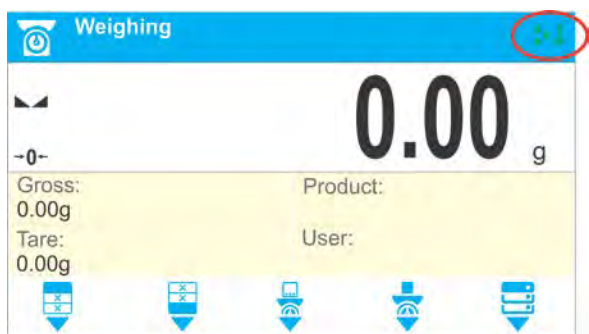 Weighing
→0←
0.00 g
Gross:
0.00g
Product:
Tare:
0.00g
User: